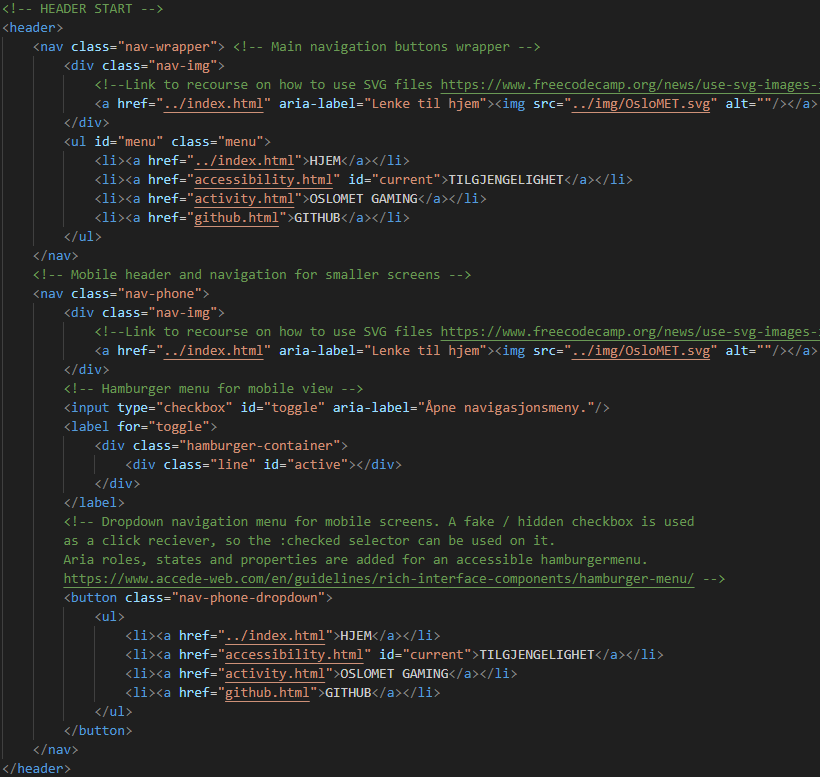 <!-- HEADER START -->
<header>
<nav class="nav-wrapper"> <!-- Main navigation buttons wrapper -->
<div class="nav-img">
<!--Link to recourse on how to use SVG files https://www.freecodecamp.org/news/use-svg-images-
<a href="../index.html" aria-label="Lenke til hjem"><img src="../img/OsloMET.svg" alt=""/></a>
</div>
<ul id="menu" class="menu">
<li><a href="../index.html">HJEM</a></li>
<li><a href="accessibility.html" id="current">TILGJENGELIGHET</a></li>
<li><a href="activity.html">OSLOMET GAMING</a></li>
<li><a href="github.html">GITHUB</a></li>
</ul>
</nav>
<!-- Mobile header and navigation for smaller screens -->
<nav class="nav-phone">
<div class="nav-img">
<!--Link to recourse on how to use SVG files https://www.freecodecamp.org/news/use-svg-images-
<a href="../index.html" aria-label="Lenke til hjem"><img src="../img/OsloMET.svg" alt=""/></a>
</div>
<!-- Hamburger menu for mobile view -->
<input type="checkbox" id="toggle" aria-label="Åpne navigasjonsmeny."/>
<label for="toggle">
<div class="hamburger-container">
<div class="line" id="active"></div>
</div>
</label>
<!-- Dropdown navigation menu for mobile screens. A fake / hidden checkbox is used
as a click reciever, so the :checked selector can be used on it.
Aria roles, states and properties are added for an accessible hamburgermenu.
https://www.accede-web.com/en/guidelines/rich-interface-components/hamburger-menu/ -->
<button class="nav-phone-dropdown">
<ul>
<li><a href="../index.html">HJEM</a></li>
<li><a href="accessibility.html" id="current">TILGJENGELIGHET</a></li>
<li><a href="activity.html">OSLOMET GAMING</a></li>
<li><a href="github.html">GITHUB</a></li>
</ul>
</button>
</nav>
</header>